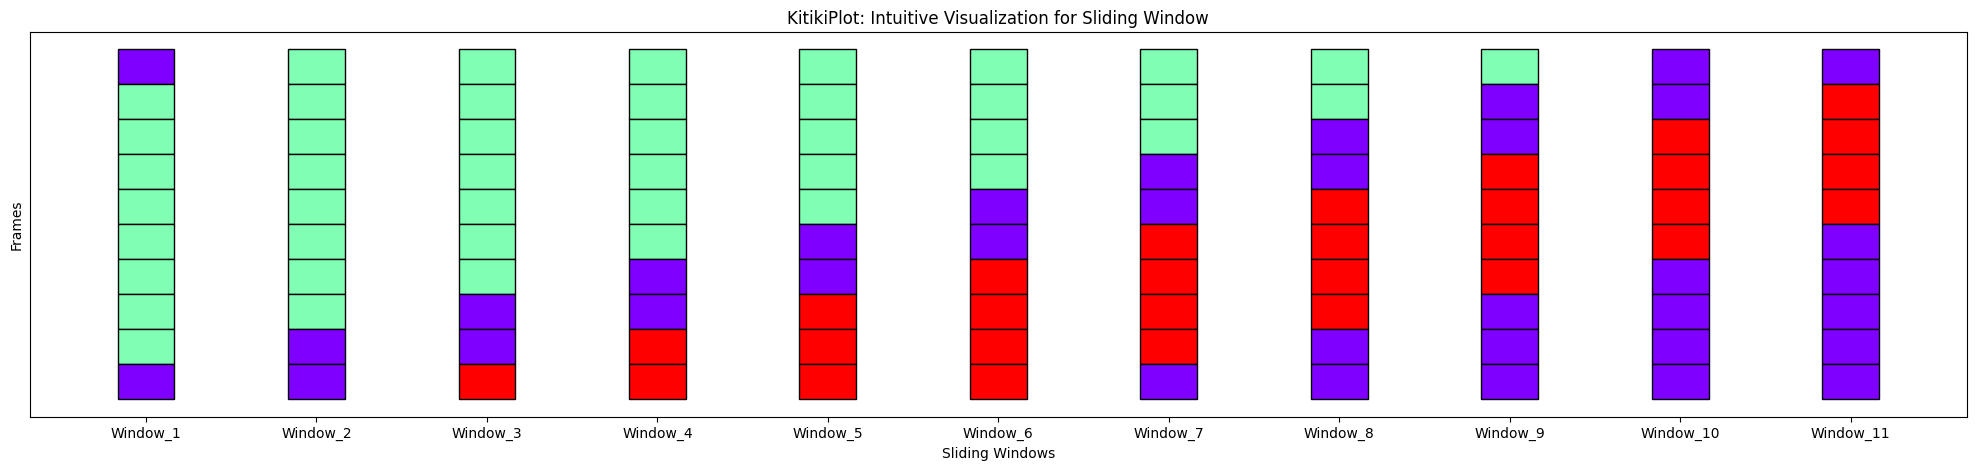 KitikiPlot: Intuitive Visualization for Sliding Window
Frames
Window_1 Window_2 Window_3 Window_4 Window_5 Window_6 Window_7 Window_8 Window_9 Window_10 Window_11
Sliding Windows